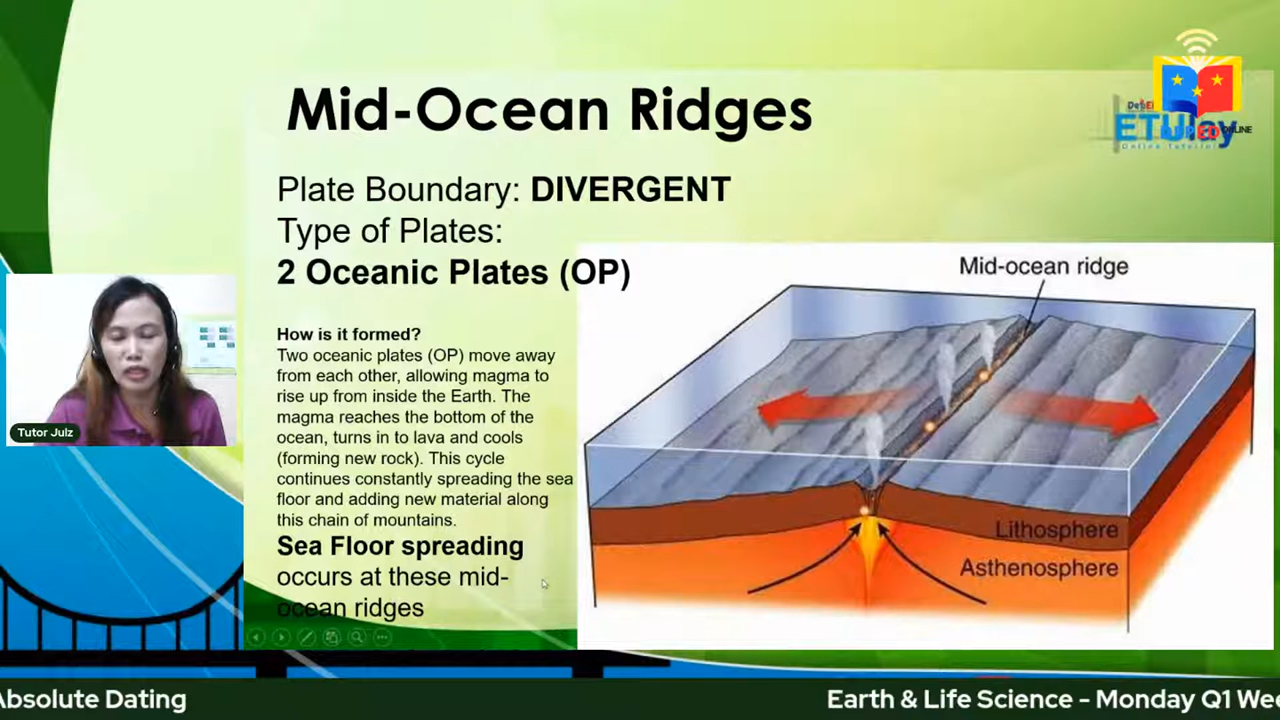 Mid-Ocean Ridges
Plate Boundary: DIVERGENT
Type of Plates:
2 Oceanic Plates (OP)
How is it formed?
Two oceanic plates (OP) move away
from each other, allowing magma to
rise up from inside the Earth. The
magma reaches the bottom of the
ocean, turns in to lava and cools
(forming new rock). This cycle
continues constantly spreading the sea
floor and adding new material along
this chain of mountains.
Sea Floor spreading
occurs at these mid-
ocean ridges
Mid-ocean ridge
Lithosphere
Asthenosphere
ETUlay
Online Tutorial
ONLINE
Tutor Julz
Absolute Dating
Earth & Life Science - Monday Q1 Wee